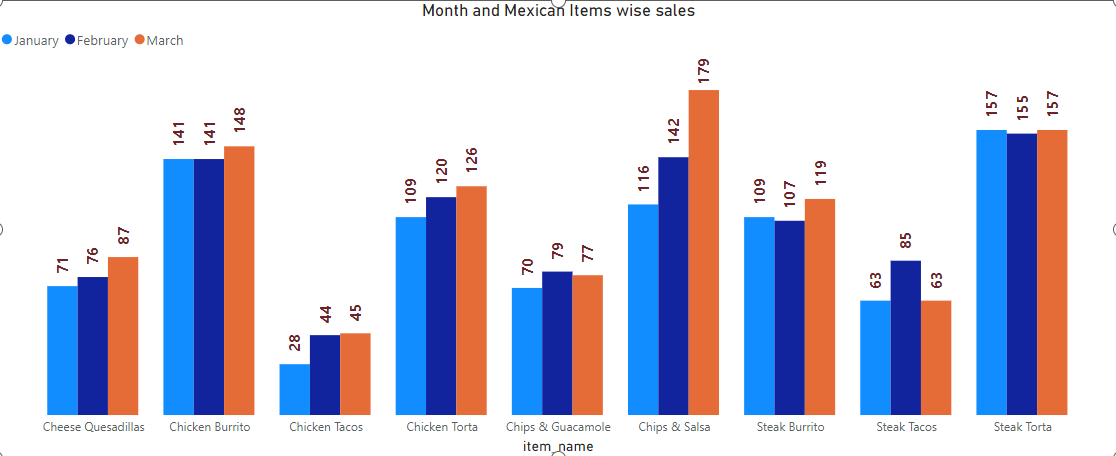 Month and Mexican Items wise sales
January February March
71 76 87 141 141 148 28 44 45 109 120 126 70 79 77 116 142 179 109 107 119 63 85 63 157 155 157
Cheese Quesadillas Chicken Burrito Chicken Tacos Chicken Torta Chips & Guacamole Chips & Salsa Steak Burrito Steak Tacos Steak Torta
item_name